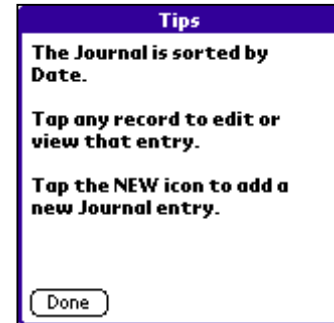 Tips
The Journal is sorted by
Date.
Tap any record to edit or
view that entry.
Tap the NEW icon to add a
new Journal entry.
Done